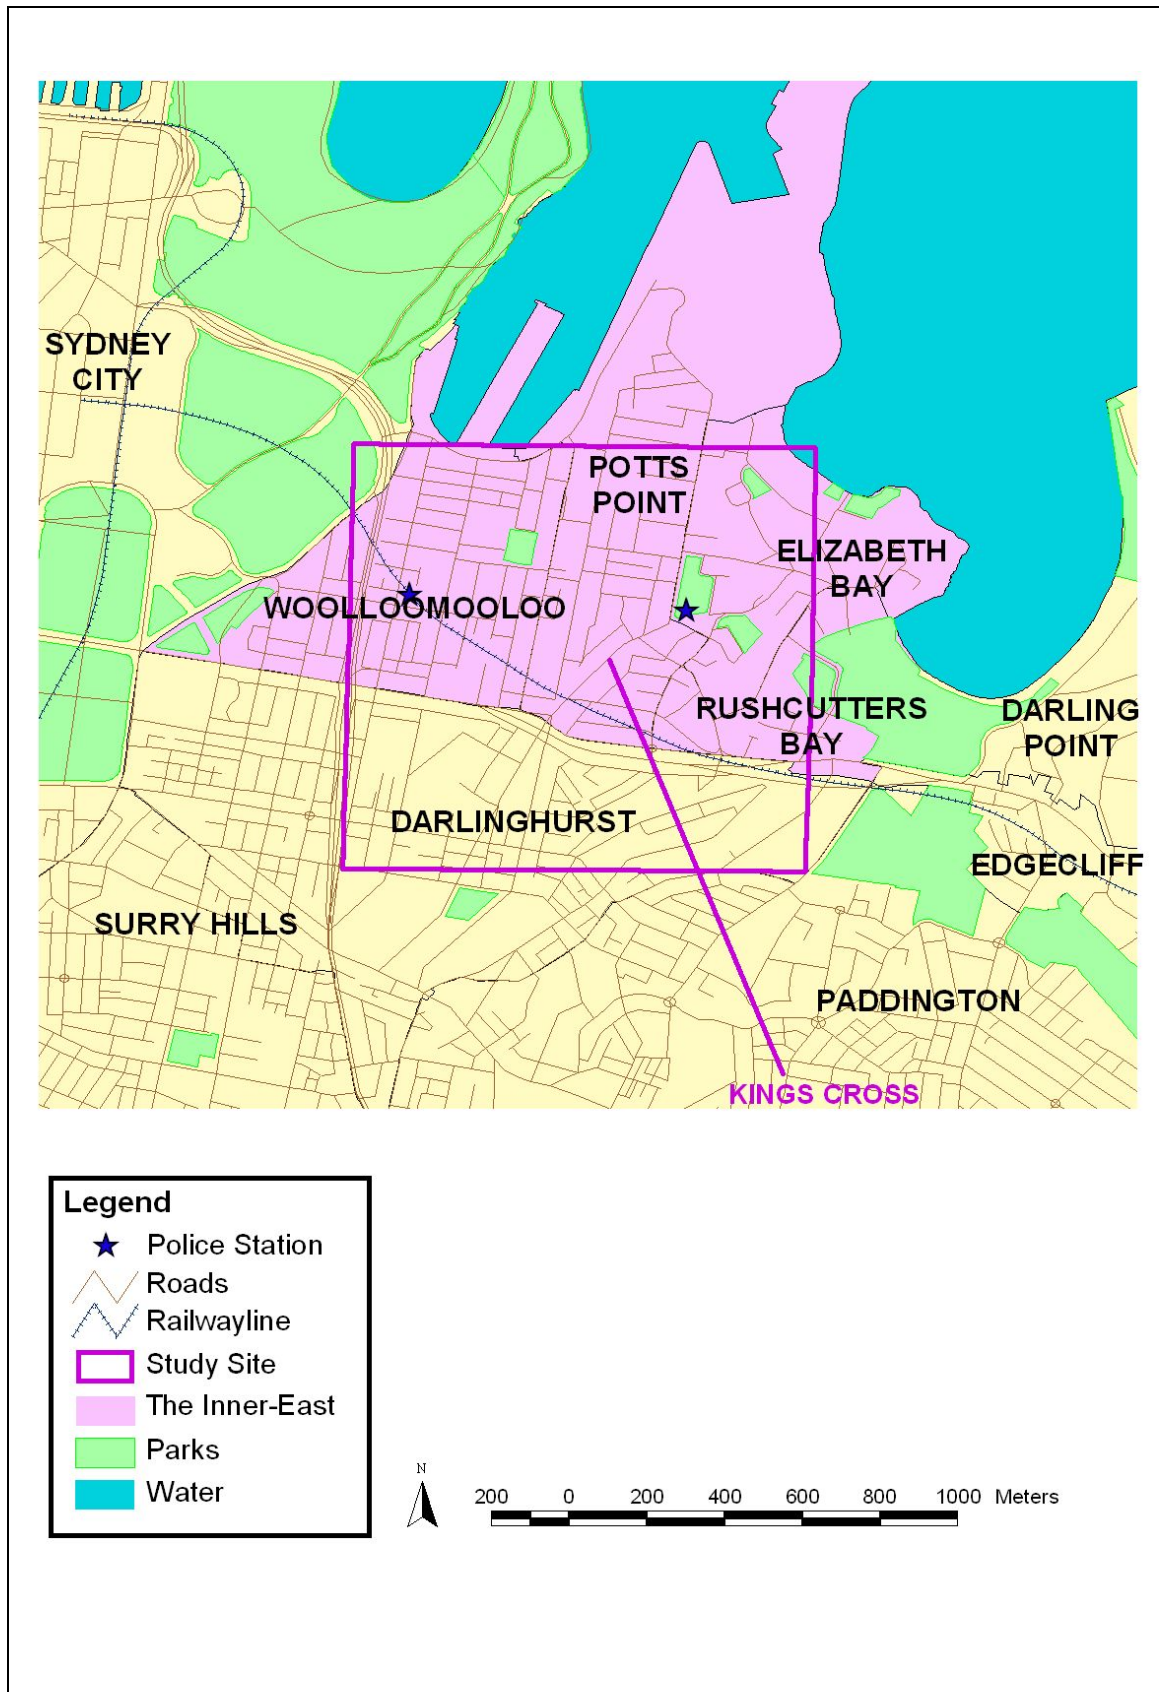 SYDNEY
CITY
POTTS
POINT
ELIZABETH
BAY
WOOLLOOMOOLOO
RUSHCUTTERS
BAY
DARLING
POINT
DARLINGHURST
EDGECLIFF
SURRY HILLS
PADDINGTON
KINGS CROSS
Legend
Police Station
Roads
Railwayline
Study Site
The Inner-East
Parks
Water
N
200 0 200 400 600 800 1000 Meters